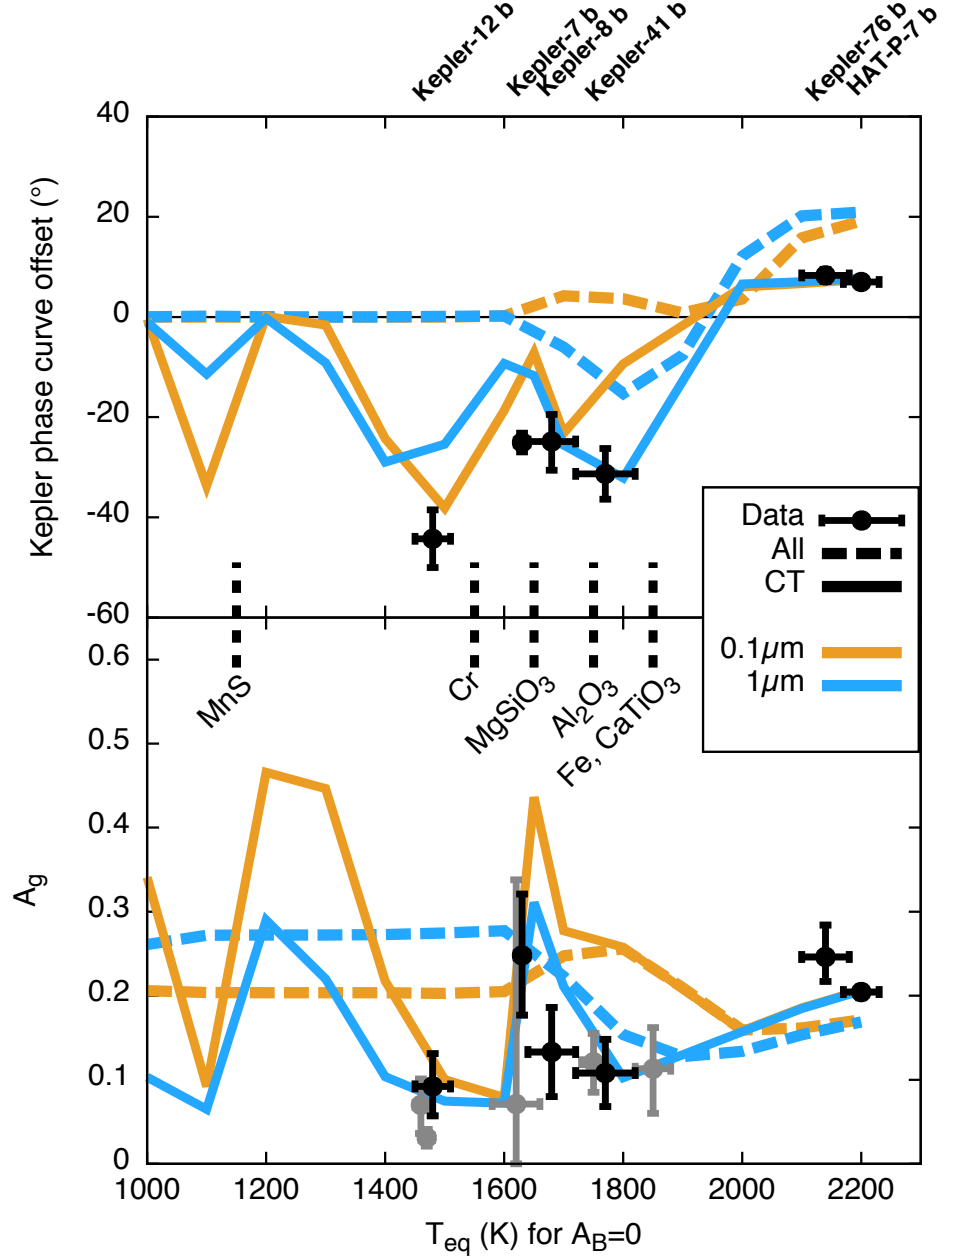 Kepler-12 b
Kepler-7 b
Kepler-8 b
Kepler-41 b
Kepler-76 b
HAT-P-7 b
Kepler phase curve offset (°)
40
20
0
-20
-40
-60
Data
All
CT
0.1µm
1µm
MnS
Cr
MgSiO3
Al2O3
Fe, CaTiO3
Ag
0.6
0.5
0.4
0.3
0.2
0.1
0
1000 1200 1400 1600 1800 2000 2200
Teq (K) for AB=0